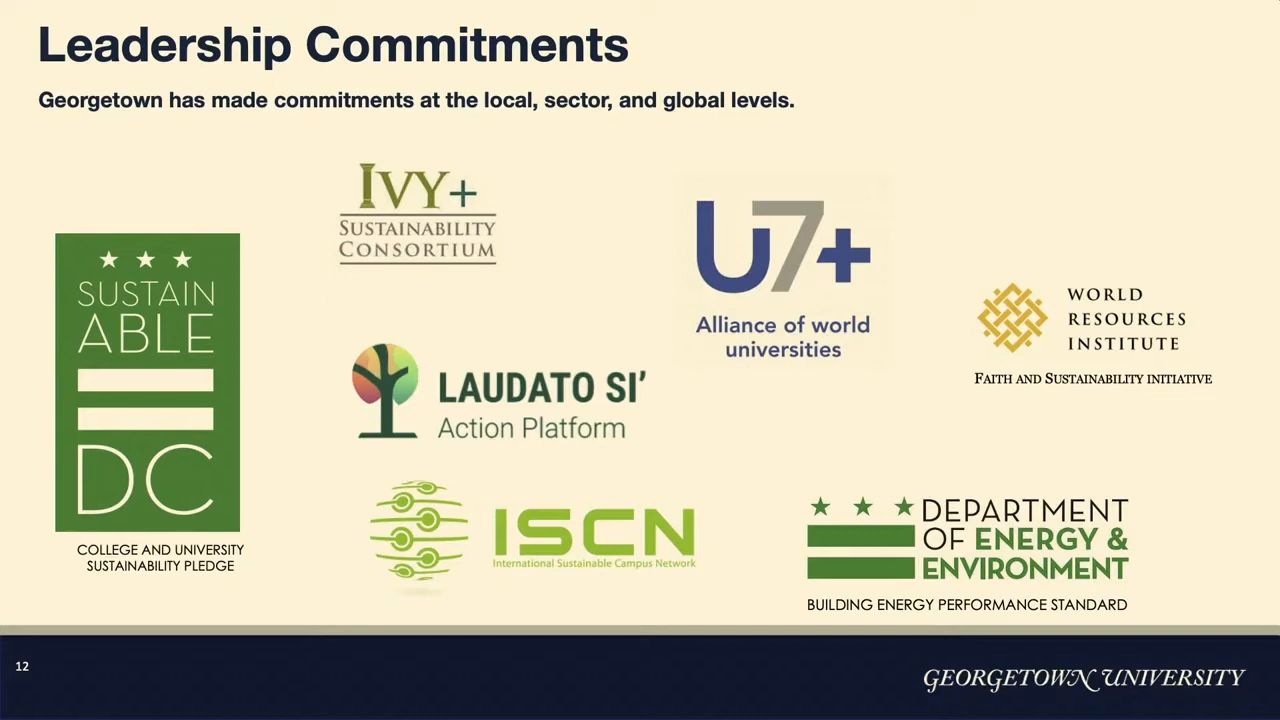 Leadership Commitments
Georgetown has made commitments at the local, sector, and global levels.
SUSTAIN
ABLE
DC
COLLEGE AND UNIVERSITY
SUSTAINABILITY PLEDGE
IVY+
SUSTAINABILITY
CONSORTIUM
U7+
Alliance of world
universities
WORLD
RESOURCES
INSTITUTE
FAITH AND SUSTAINABILITY INITIATIVE
LAUDATO SI’
Action Platform
ISCN
International Sustainable Campus Network
DEPARTMENT
OF ENERGY &
ENVIRONMENT
BUILDING ENERGY PERFORMANCE STANDARD
12
GEORGETOWN UNIVERSITY